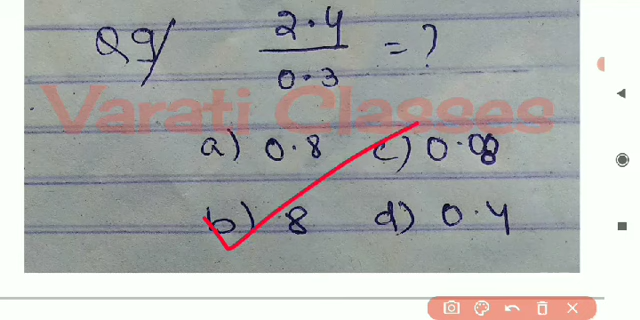 Q9/ 2.4 / 0.3 = ?
Varati Classes
a) 0.8 c) 0.08
b) 8 d) 0.4